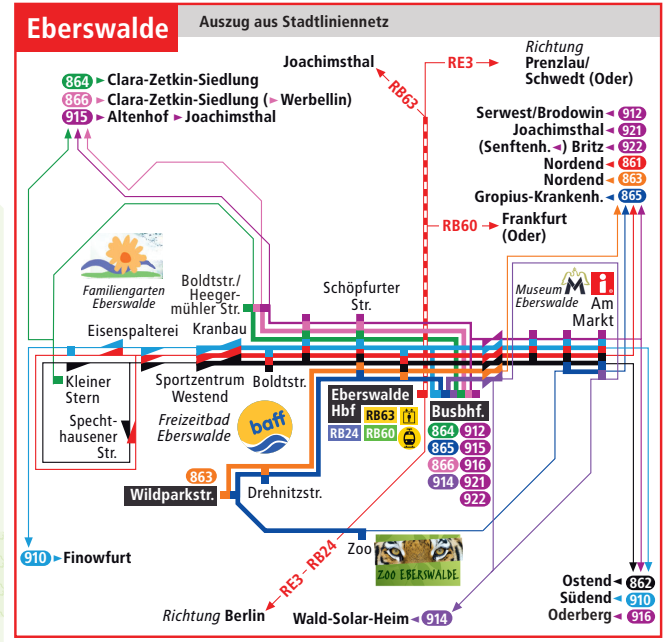 Eberswalde
Auszug aus Stadtliniennetz
Joachimsthal
RB63
RE3
Richtung
Prenzlau/
Schwedt (Oder)
864 Clara-Zetkin-Siedlung
866 Clara-Zetkin-Siedlung ( Werbellin)
915 Altenhof Joachimsthal
Serwest/Brodowin 912
Joachimsthal 921
(Senftenh. ) Britz 922
Nordend 861
Nordend 863
Gropius-Krankenh. 865
RB60
Frankfurt
(Oder)
Familiengarten
Eberswalde
Boldtstr./
Heeger-
mühler Str.
Schöpfurter
Str.
Museum
Eberswalde
M
i
Am
Markt
Eisenspalterei
Kranbau
Kleiner
Stern
Sportzentrum
Westend
Boldtstr.
Specht-
hausener
Str.
Freizeitbad
Eberswalde
baff
Eberswalde
Hbf
RB63
RB24
RB60
Busbhf.
864 912
865 915
866 916
914 921
922
863
Wildparkstr.
Drehnitzstr.
Zoo
ZOO EBERSWALDE
RE3 - RB24
910 Finowfurt
Richtung Berlin
Wald-Solar-Heim 914
Ostend 862
Südend 910
Oderberg 916